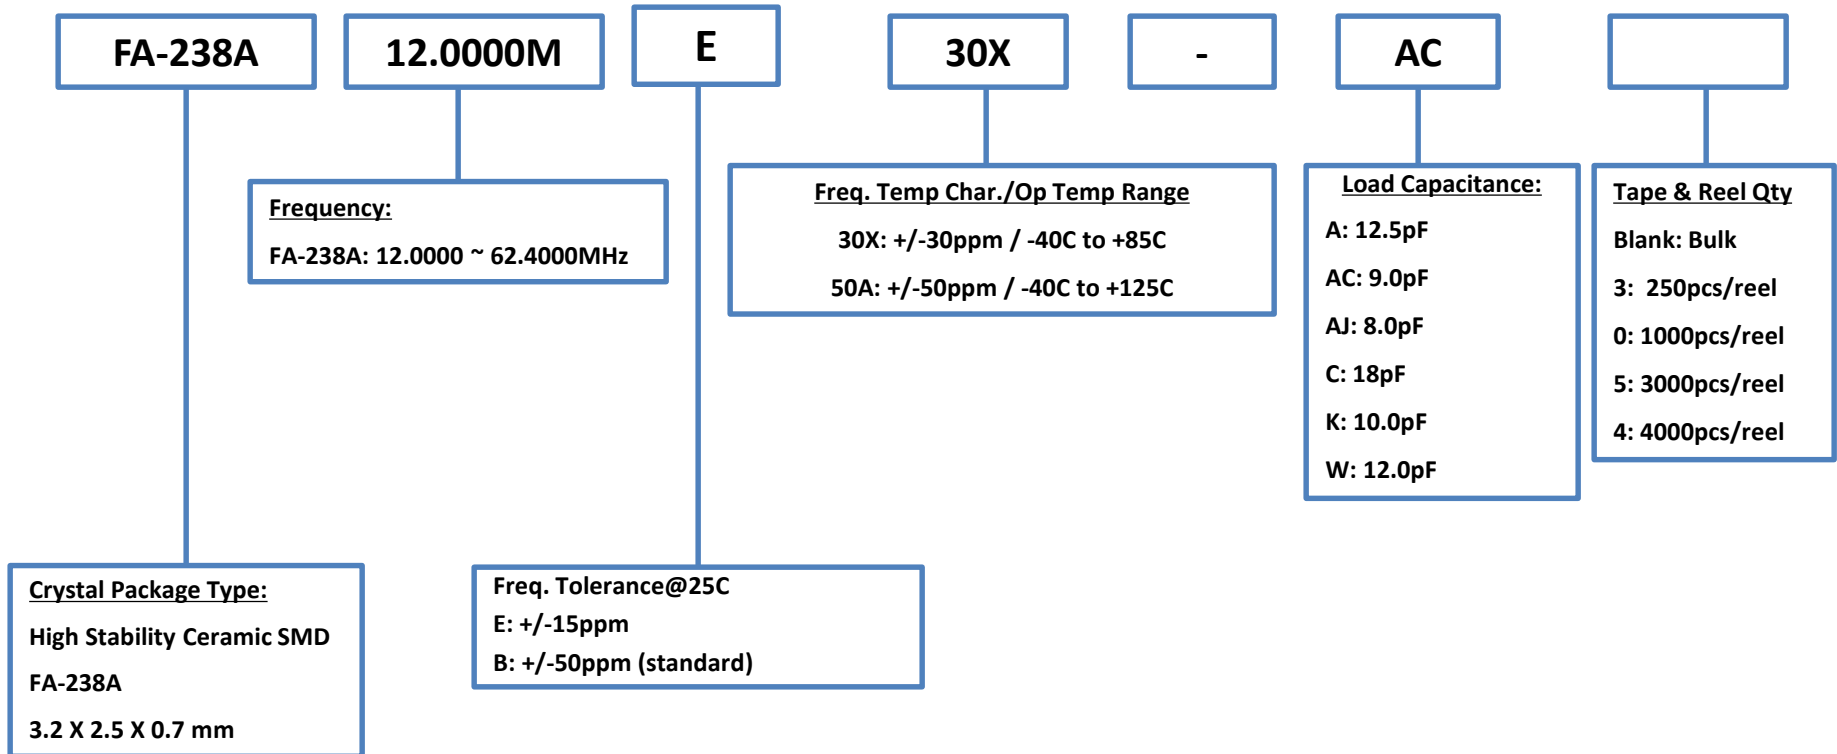 FA-238A
12.0000M
E
30X
-
AC
Frequency:
FA-238A: 12.0000 ~ 62.4000MHz
Freq. Temp Char./Op Temp Range
30X: +/-30ppm / -40C to +85C
50A: +/-50ppm / -40C to +125C
Load Capacitance:
A: 12.5pF
AC: 9.0pF
AJ: 8.0pF
C: 18pF
K: 10.0pF
W: 12.0pF
Tape & Reel Qty
Blank: Bulk
3:  250pcs/reel
0: 1000pcs/reel
5: 3000pcs/reel
4: 4000pcs/reel
Crystal Package Type:
High Stability Ceramic SMD
FA-238A
3.2 X 2.5 X 0.7 mm
Freq. Tolerance@25C
E: +/-15ppm
B: +/-50ppm (standard)